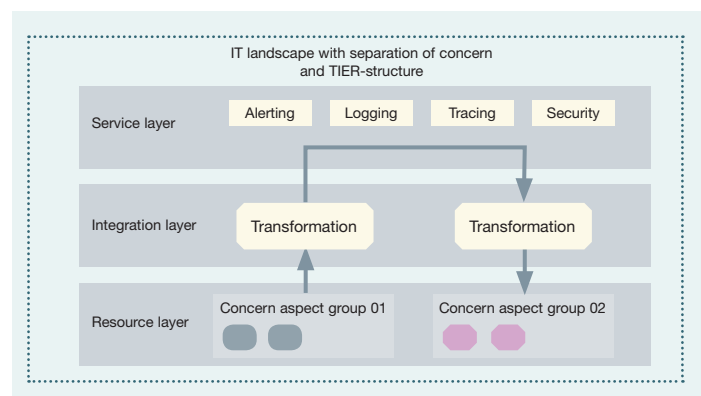 IT landscape with separation of concern
and TIER-structure
Service layer
Alerting
Logging
Tracing
Security
Integration layer
Transformation
Transformation
Resource layer
Concern aspect group 01
Concern aspect group 02